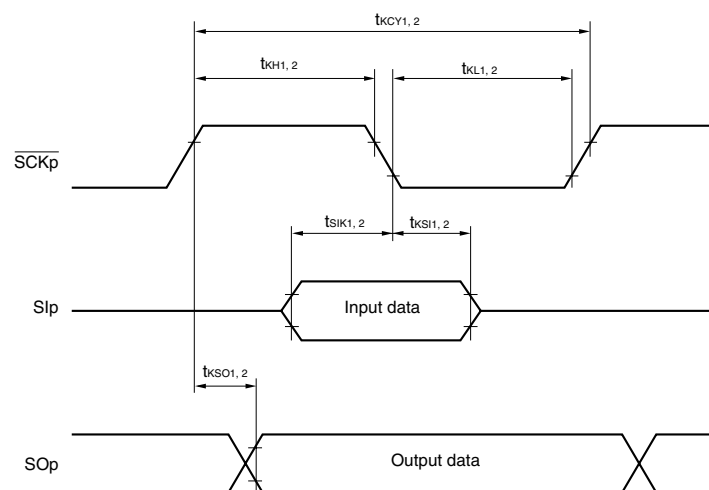 tKCY1, 2
tKH1, 2
tKL1, 2
SCKp
tSIK1, 2
tKSI1, 2
SIp
Input data
tKSO1, 2
SOp
Output data